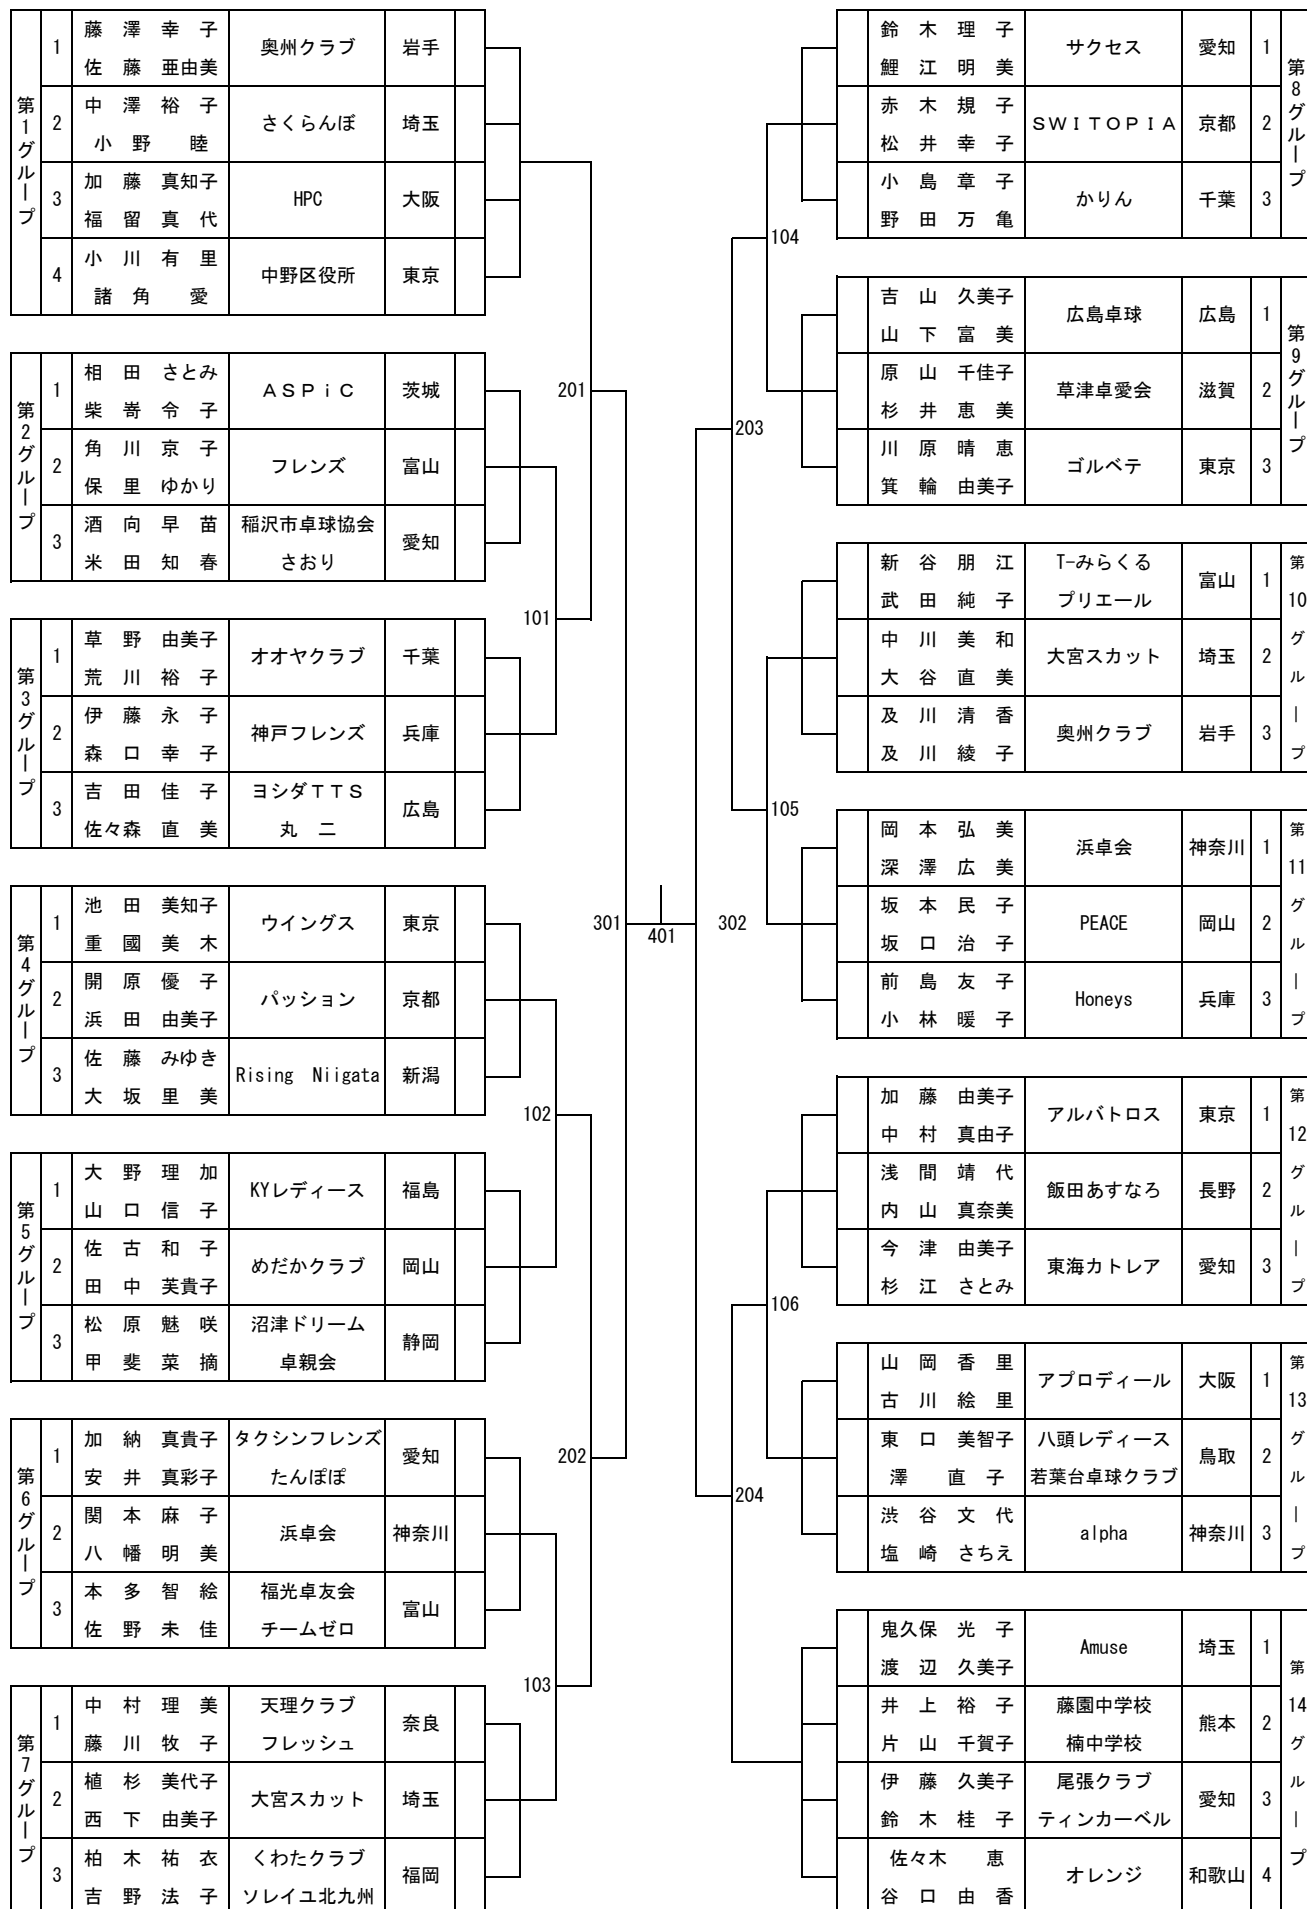 第1グループ
1 藤澤幸子 奥州クラブ 岩手
佐藤亜由美
2 中澤裕子 さくらんぼ 埼玉
小野睦
3 加藤真知子 HPC 大阪
福留真代
4 小川有里 中野区役所 東京
諸角愛
第2グループ
1 相田さとみ ASPiC 茨城
柴嵜令子
2 角川京子 フレンズ 富山
保里ゆかり
3 酒向早苗 稲沢市卓球協会 愛知
米田知春 さおり
第3グループ
1 草野由美子 オオヤクラブ 千葉
荒川裕子
2 伊藤永子 神戸フレンズ 兵庫
森口幸子
3 吉田佳子 ヨシダTTS 広島
佐々森直美 丸二
第4グループ
1 池田美知子 ウイングス 東京
重國美木
2 開原優子 パッション 京都
浜田由美子
3 佐藤みゆき Rising Niigata 新潟
大坂里美
第5グループ
1 大野理加 KYレディース 福島
山口信子
2 佐古和子 めだかクラブ 岡山
田中芙貴子
3 松原魅咲 沼津ドリーム 静岡
甲斐菜摘 卓親会
第6グループ
1 加納真貴子 タクシンフレンズ 愛知
安井真彩子 たんぽぽ
2 関本麻子 浜卓会 神奈川
八幡明美
3 本多智絵 福光卓友会 富山
佐野未佳 チームゼロ
第7グループ
1 中村理美 天理クラブ 奈良
藤川牧子 フレッシュ
2 植杉美代子 大宮スカット 埼玉
西下由美子
3 柏木祐衣 くわたクラブ 福岡
吉野法子 ソレイユ北九州
201
101
102
202
103
301
401
302
104
203
105
106
204
鈴木理子 サクセス 愛知 1
鯉江明美
赤木規子 SWITOPIA 京都 2
松井幸子
小島章子 かりん 千葉 3
野田万亀
第8グループ
吉山久美子 広島卓球 広島 1
山下富美
原山千佳子 草津卓愛会 滋賀 2
杉井恵美
川原晴恵 ゴルベテ 東京 3
箕輪由美子
第9グループ
新谷朋江 T-みらくる 富山 1
武田純子 プリエール
中川美和 大宮スカット 埼玉 2
大谷直美
及川清香 奥州クラブ 岩手 3
及川綾子
第10グループ
岡本弘美 浜卓会 神奈川 1
深澤広美
坂本民子 PEACE 岡山 2
坂口治子
前島友子 Honeys 兵庫 3
小林暖子
第11グループ
加藤由美子 アルバトロス 東京 1
中村真由子
浅間靖代 飯田あすなろ 長野 2
内山真奈美
今津由美子 東海カトレア 愛知 3
杉江さとみ
第12グループ
山岡香里 アプロディール 大阪 1
古川絵里
東口美智子 八頭レディース 鳥取 2
澤直子 若葉台卓球クラブ
渋谷文代 alpha 神奈川 3
塩崎さちえ
第13グループ
鬼久保光子 Amuse 埼玉 1
渡辺久美子
井上裕子 藤園中学校 熊本 2
片山千賀子 楠中学校
伊藤久美子 尾張クラブ 愛知 3
鈴木桂子 ティンカーベル
佐々木恵 オレンジ 和歌山 4
谷口由香
第14グループ